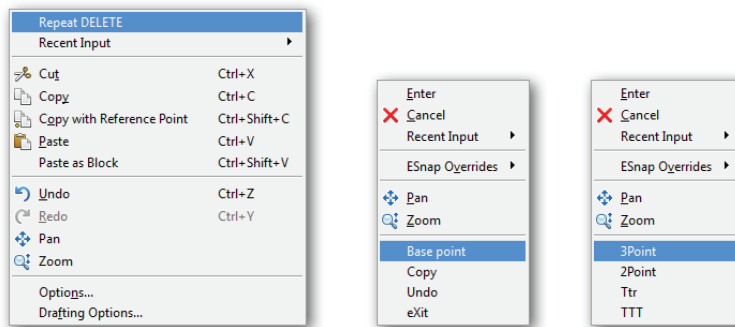 Repeat DELETE
Recent Input
Cut Ctrl+X
Copy Ctrl+C
Copy with Reference Point Ctrl+Shift+C
Paste Ctrl+V
Paste as Block Ctrl+Shift+V
Undo Ctrl+Z
Redo Ctrl+Y
Pan
Zoom
Options...
Drafting Options...
Enter
Cancel
Recent Input
ESnap Overrides
Pan
Zoom
Base point
Copy
Undo
eXit
Enter
Cancel
Recent Input
ESnap Overrides
Pan
Zoom
3Point
2Point
Ttr
TTT